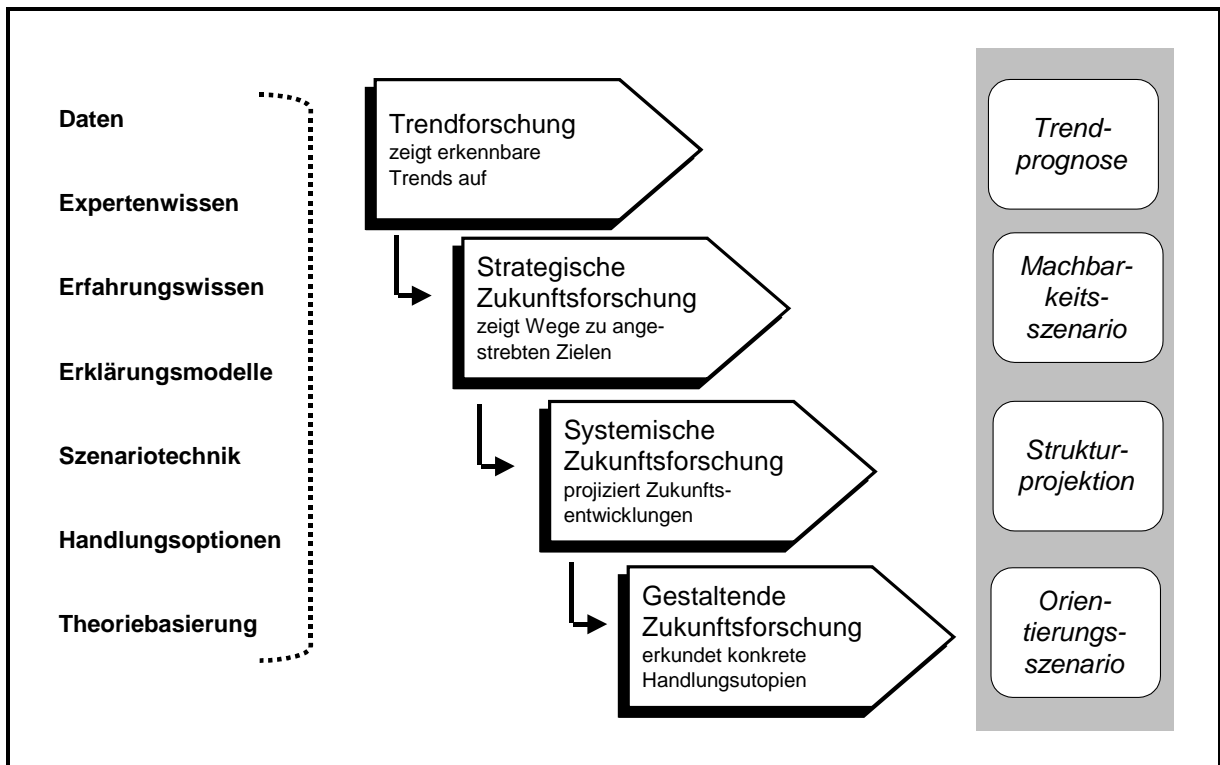 Daten
Expertenwissen
Erfahrungswissen
Erklärungsmodelle
Szenariotechnik
Handlungsoptionen
Theoriebasierung
Trendforschung
zeigt erkennbare
Trends auf
Strategische
Zukunftsforschung
zeigt Wege zu ange-
strebten Zielen
Systemische
Zukunftsforschung
projiziert Zukunfts-
entwicklungen
Gestaltende
Zukunftsforschung
erkundet konkrete
Handlungsutopien
Trend-
prognose
Machbar-
keits-
szenario
Struktur-
projektion
Orien-
tierungs-
szenario